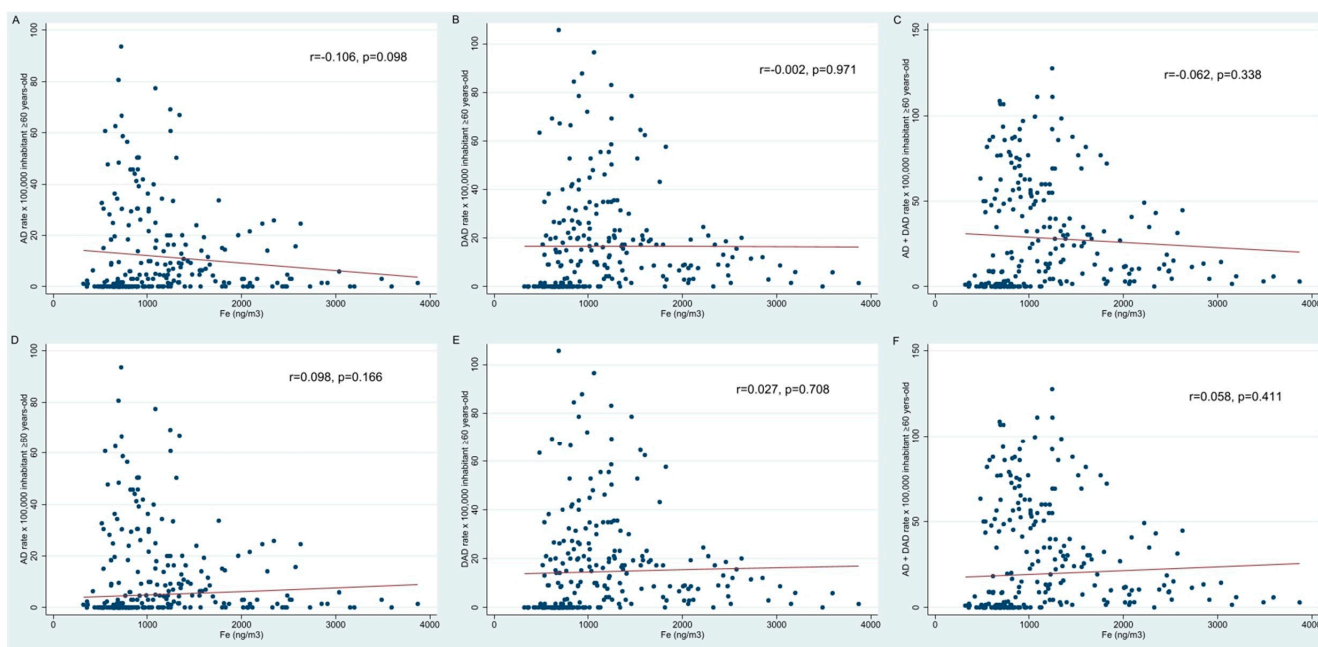 A
AD rate x 100,000 inhabitant ≥60 years-old
100
80
60
40
20
0
r=-0.106, p=0.098
0
1000
2000
3000
4000
Fe (ng/m3)
B
DAD rate x 100,000 inhabitant ≥60 years-old
100
80
60
40
20
0
r=-0.002, p=0.971
0
1000
2000
3000
4000
Fe (ng/m3)
C
AD + DAD rate x 100,000 inhabitant ≥60 years-old
150
100
50
0
r=-0.062, p=0.338
0
1000
2000
3000
4000
Fe (ng/m3)
D
AD rate x 100,000 inhabitant ≥60 years-old
100
80
60
40
20
0
r=0.098, p=0.166
0
1000
2000
3000
4000
Fe (ng/m3)
E
DAD rate x 100,000 inhabitant ≥60 years-old
100
80
60
40
20
0
r=0.027, p=0.708
0
1000
2000
3000
4000
Fe (ng/m3)
F
AD + DAD rate x 100,000 inhabitant ≥60 yers-old
150
100
50
0
r=0.058, p=0.411
0
1000
2000
3000
4000
Fe (ng/m3)